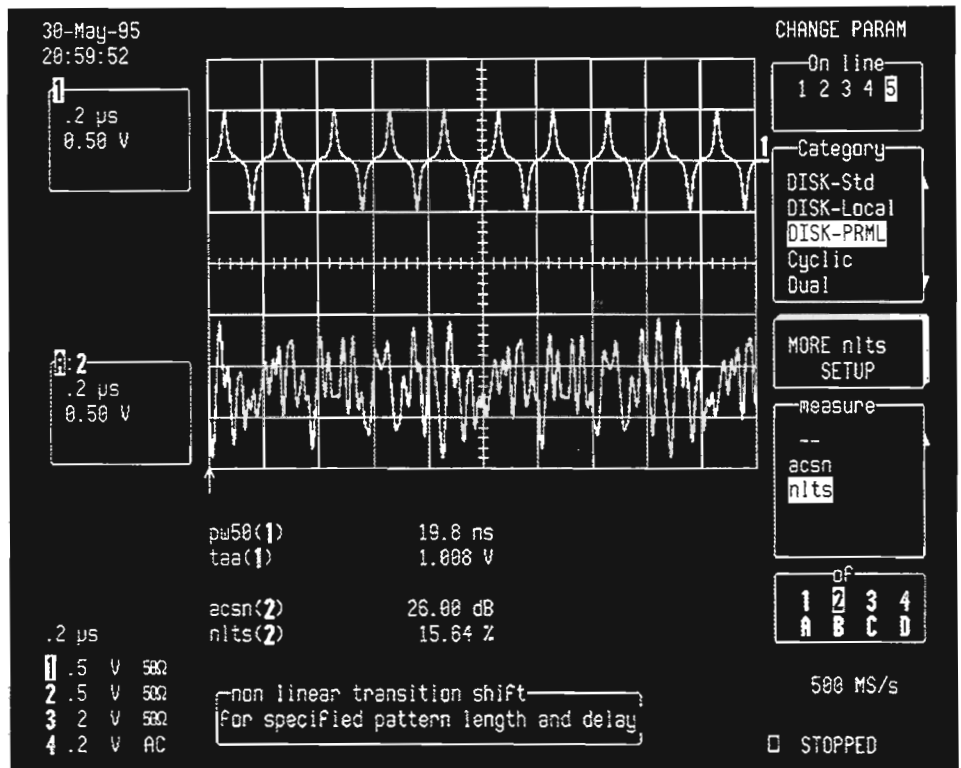 30-May-95
20:59:52
1
.2 µs
0.50 V
A:2
.2 µs
0.50 V
1
pw50(1) 19.8 ns
taa(1) 1.008 V
acsn(2) 26.00 dB
nlts(2) 15.64 %
.2 µs
1 .5 V 50Ω
2 .5 V 50Ω
3 2 V 50Ω
4 .2 V AC
non linear transition shift
for specified pattern length and delay
CHANGE PARAM
On line
1 2 3 4 5
Category
DISK-Std
DISK-Local
DISK-PRML
Cyclic
Dual
MORE nlts
SETUP
measure
--
acsn
nlts
of
1 2 3 4
A B C D
500 MS/s
STOPPED